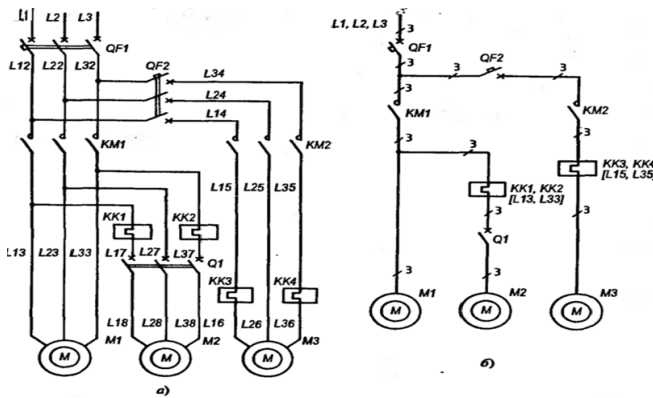 L1 L2 L3
QF1
L12 L22 L32
QF2
L34
L24
L14
KM1
KM2
L15 L25 L35
KK1 KK2
L13 L23 L33 L17 L27 L37 Q1
KK3 KK4
L18 L28 L38 L16 L26 L36
M M1 M M2 M M3
а)
L1, L2, L3
3
QF1
3
QF2
3 3
3
KM1
KM2
3
3
3
KK3, KK4
[L15, L35]
KK1, KK2
[L13, L33]
3
3
Q1
3 3
M1 M2 M3
M M M
б)